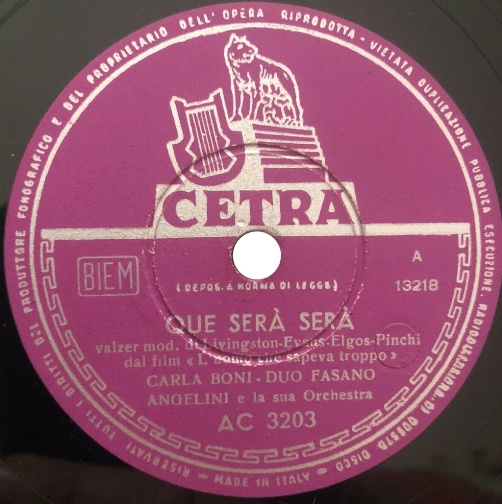 RISERVATI TUTTI I DIRITTI DEL PRODUTTORE FONOGRAFICO E DEL PROPRIETARIO DELL'OPERA RIPRODOTTA - VIETATA DUPLICAZIONE PUBBLICA ESECUZIONE, RADIODIFFUSIONE DI QUESTO DISCO
CETRA
BIEM
(DEPOS. A NORMA DI LEGGE)
A
13218
QUE SERÀ SERÀ
valzer mod. di Livingston-Evans-Elgos-Pinchi
dal film « L'uomo che sapeva troppo »
CARLA BONI - DUO FASANO
ANGELINI e la sua Orchestra
AC 3203
MADE IN ITALY